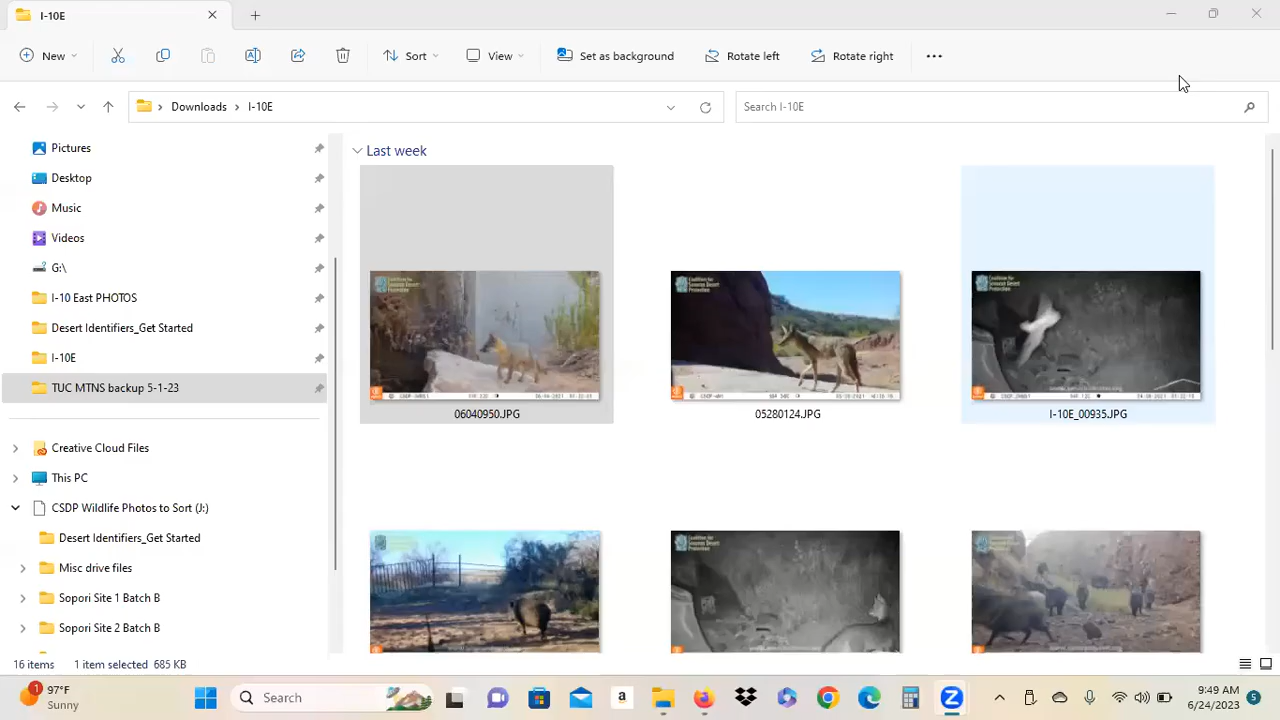 I-10E
New
Sort
View
Set as background
Rotate left
Rotate right
Downloads
I-10E
Search I-10E
Pictures
Desktop
Music
Videos
G:\
I-10 East PHOTOS
Desert Identifiers_Get Started
I-10E
TUC MTNS backup 5-1-23
Creative Cloud Files
This PC
CSDP Wildlife Photos to Sort (J:)
Desert Identifiers_Get Started
Misc drive files
Sopori Site 1 Batch B
Sopori Site 2 Batch B
Last week
06040950.JPG
05280124.JPG
I-10E_00935.JPG
16 items
1 item selected 685 KB
1
97°F
Sunny
Search
9:49 AM
6/24/2023
5